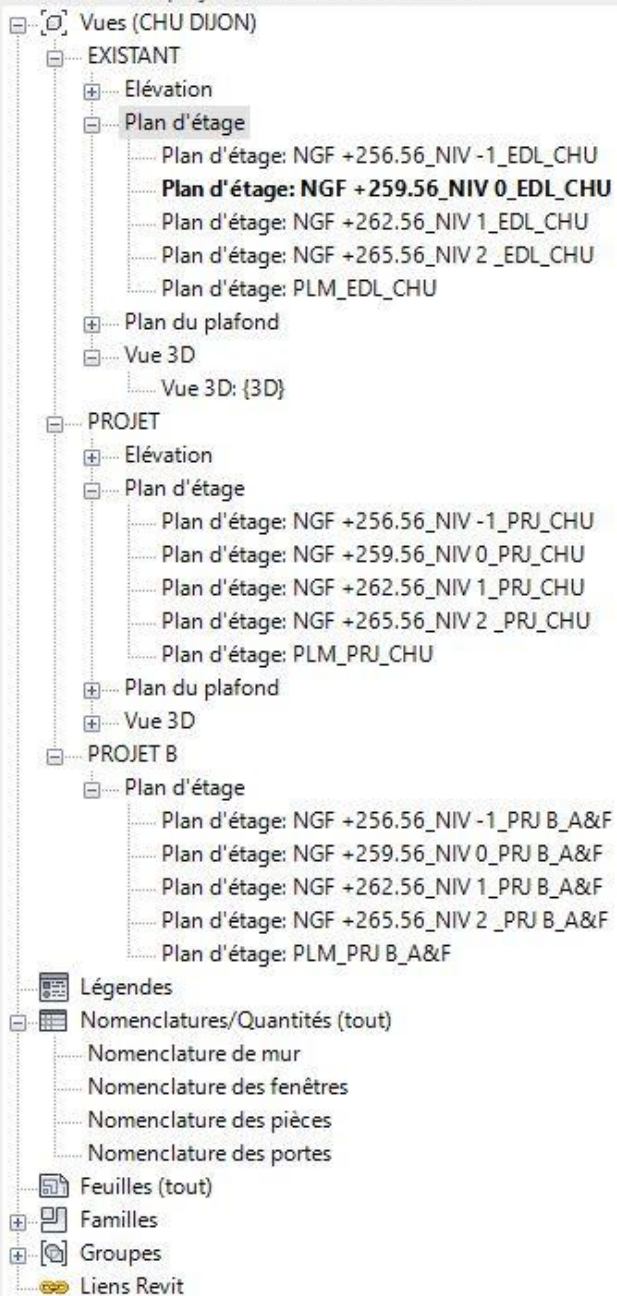 Vues (CHU DIJON)
EXISTANT
Elévation
Plan d'étage
Plan d'étage: NGF +256.56_NIV -1_EDL_CHU
Plan d'étage: NGF +259.56_NIV 0_EDL_CHU
Plan d'étage: NGF +262.56_NIV 1_EDL_CHU
Plan d'étage: NGF +265.56_NIV 2 _EDL_CHU
Plan d'étage: PLM_EDL_CHU
Plan du plafond
Vue 3D
Vue 3D: {3D}
PROJET
Elévation
Plan d'étage
Plan d'étage: NGF +256.56_NIV -1_PRJ_CHU
Plan d'étage: NGF +259.56_NIV 0_PRJ_CHU
Plan d'étage: NGF +262.56_NIV 1_PRJ_CHU
Plan d'étage: NGF +265.56_NIV 2 _PRJ_CHU
Plan d'étage: PLM_PRJ_CHU
Plan du plafond
Vue 3D
PROJET B
Plan d'étage
Plan d'étage: NGF +256.56_NIV -1_PRJ B_A&F
Plan d'étage: NGF +259.56_NIV 0_PRJ B_A&F
Plan d'étage: NGF +262.56_NIV 1_PRJ B_A&F
Plan d'étage: NGF +265.56_NIV 2 _PRJ B_A&F
Plan d'étage: PLM_PRJ B_A&F
Légendes
Nomenclatures/Quantités (tout)
Nomenclature de mur
Nomenclature des fenêtres
Nomenclature des pièces
Nomenclature des portes
Feuilles (tout)
Familles
Groupes
Liens Revit